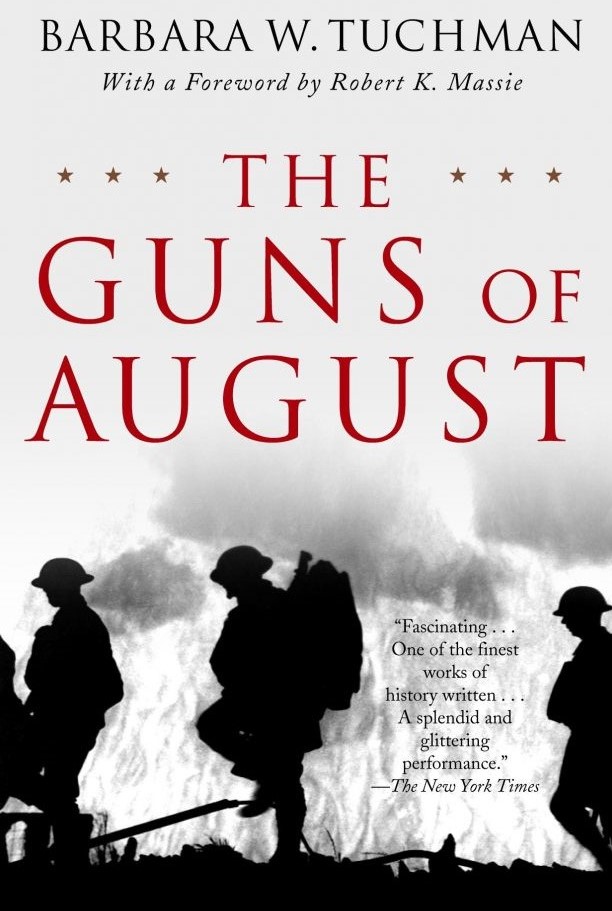 BARBARA W. TUCHMAN
With a Foreword by Robert K. Massie
THE
GUNS OF
AUGUST
“Fascinating . . .
One of the finest
works of
history written . . .
A splendid and
glittering
performance.”
—The New York Times